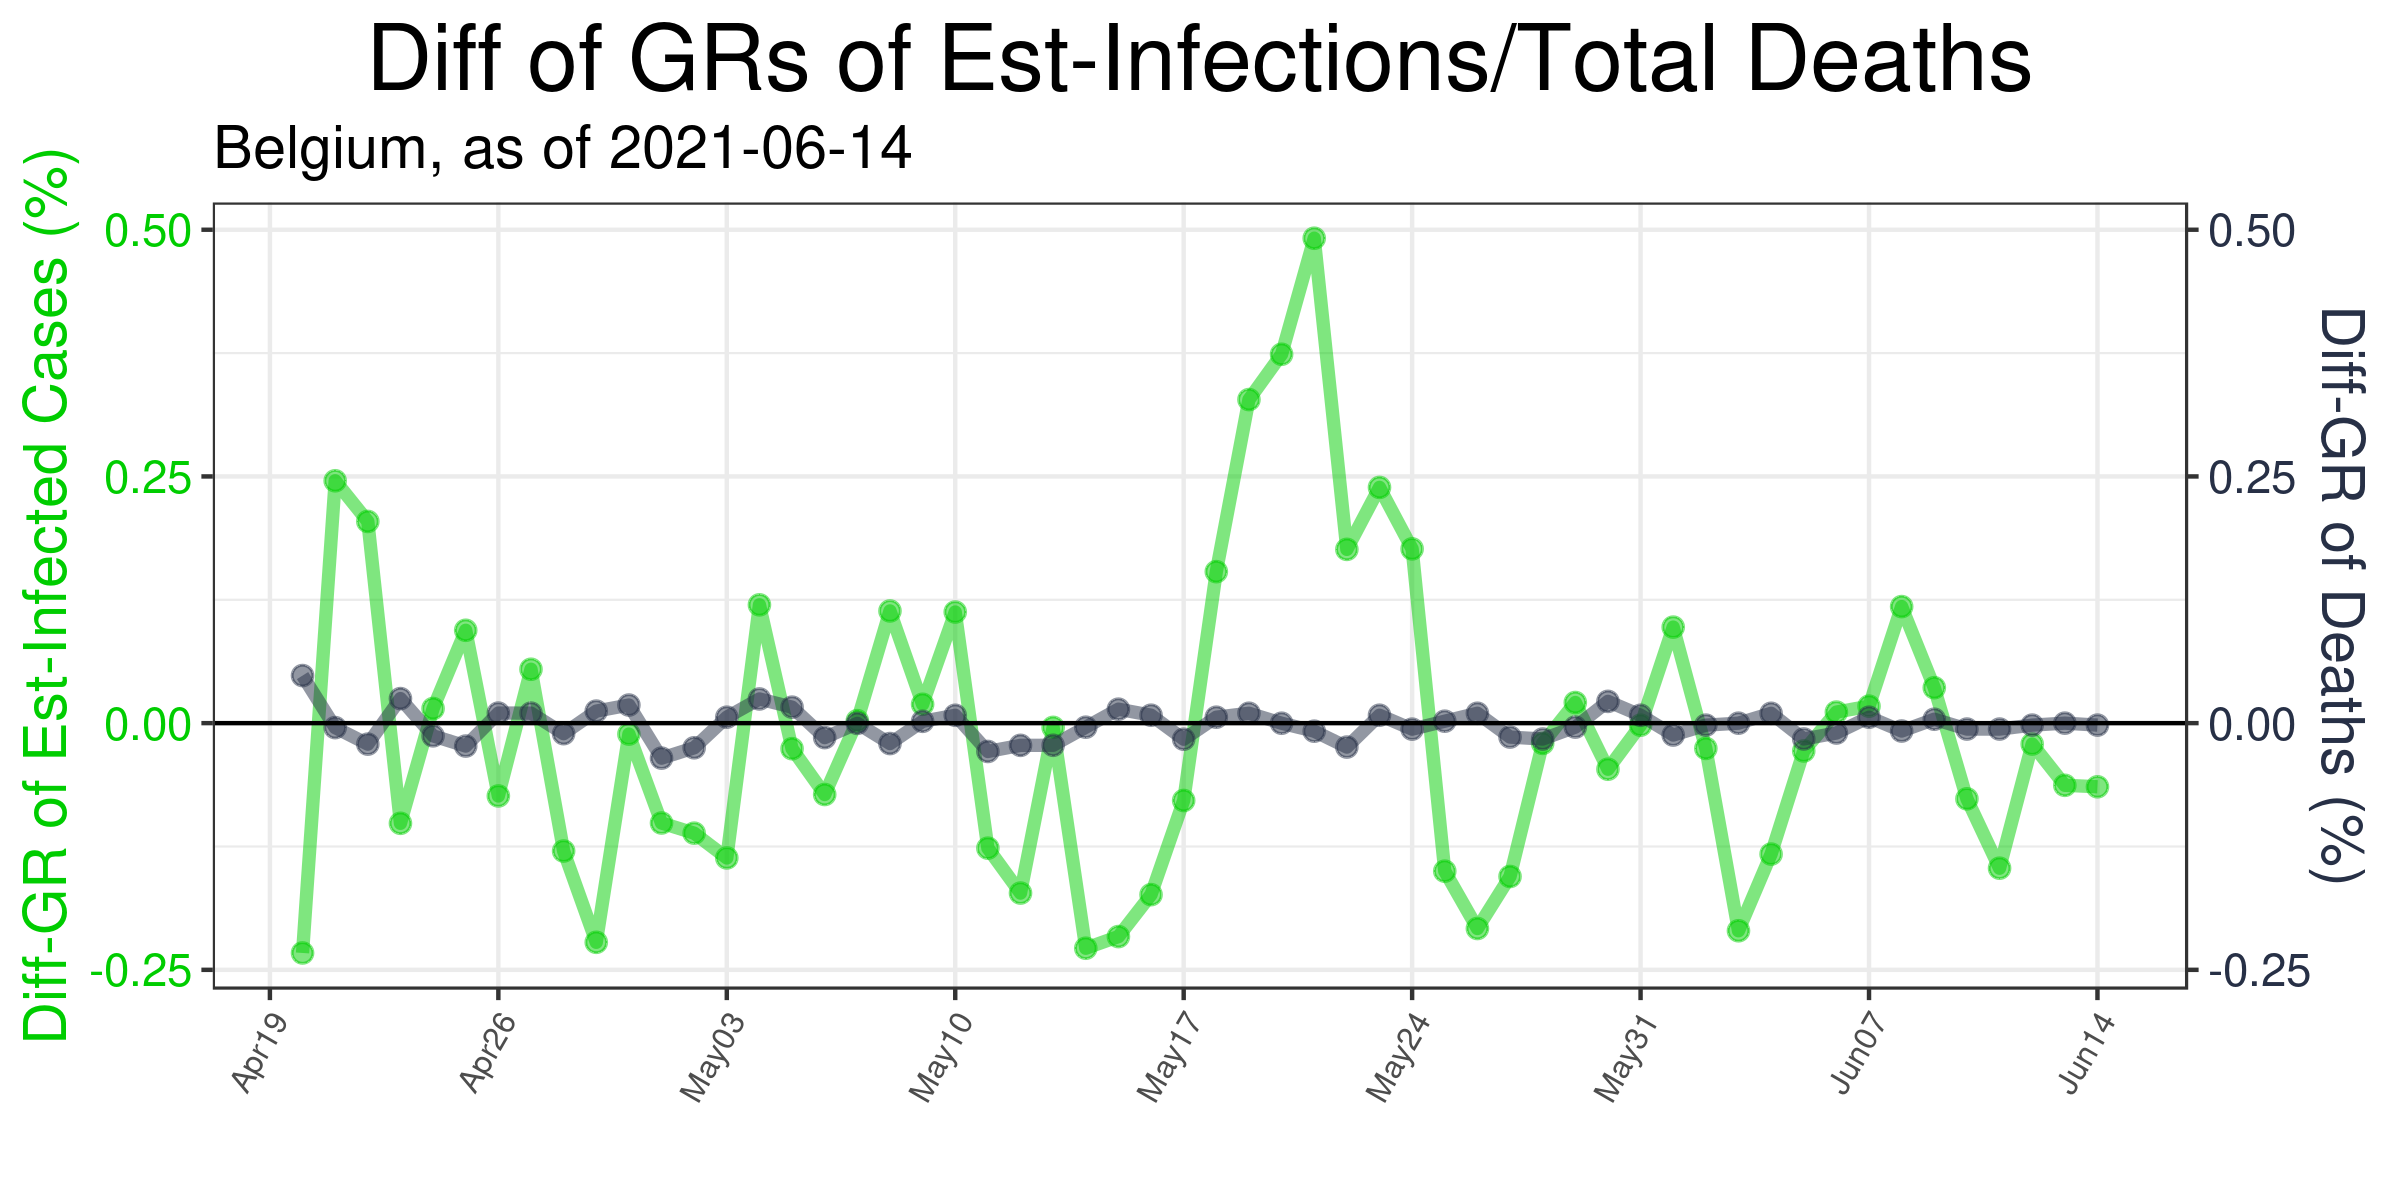 Diff of GRs of Est-Infections/Total Deaths
Belgium, as of 2021-06-14
Diff-GR of Est-Infected Cases (%)
0.50
0.25
0.00
-0.25
0.50
0.25
0.00
-0.25
Diff-GR of Deaths (%)
Apr19
Apr26
May03
May10
May17
May24
May31
Jun07
Jun14